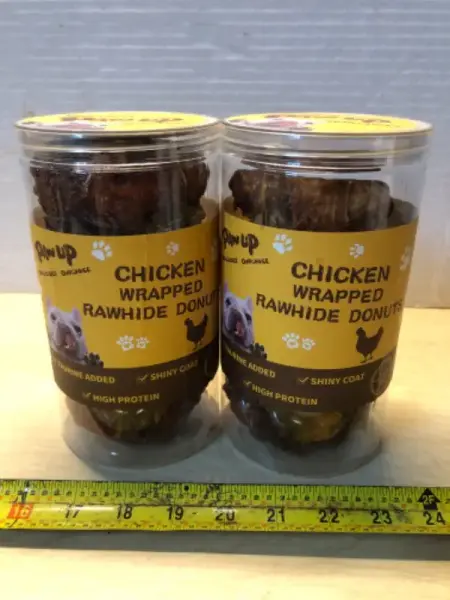 Paw UP
CHICKEN
WRAPPED
RAWHIDE DONUTS
ADDED
✓ SHINY COAT
✓ HIGH PROTEIN
Paw UP
CHICKEN
WRAPPED
RAWHIDE DONUTS
ADDED
✓ SHINY COAT
✓ HIGH PROTEIN
16 17 18 19 20 21 22 23 2F 24